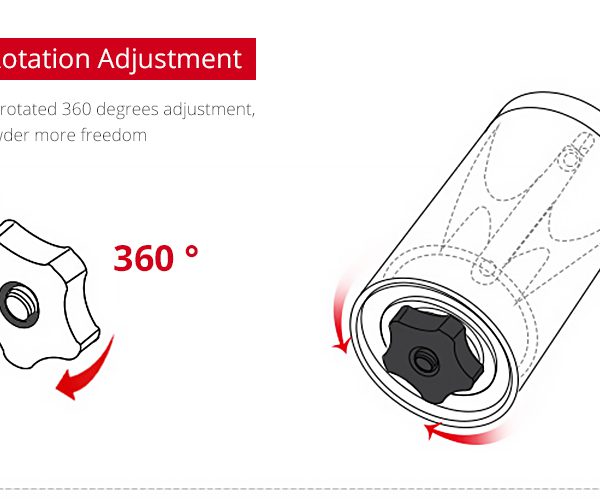 otation Adjustment
rotated 360 degrees adjustment,
der more freedom
360 °